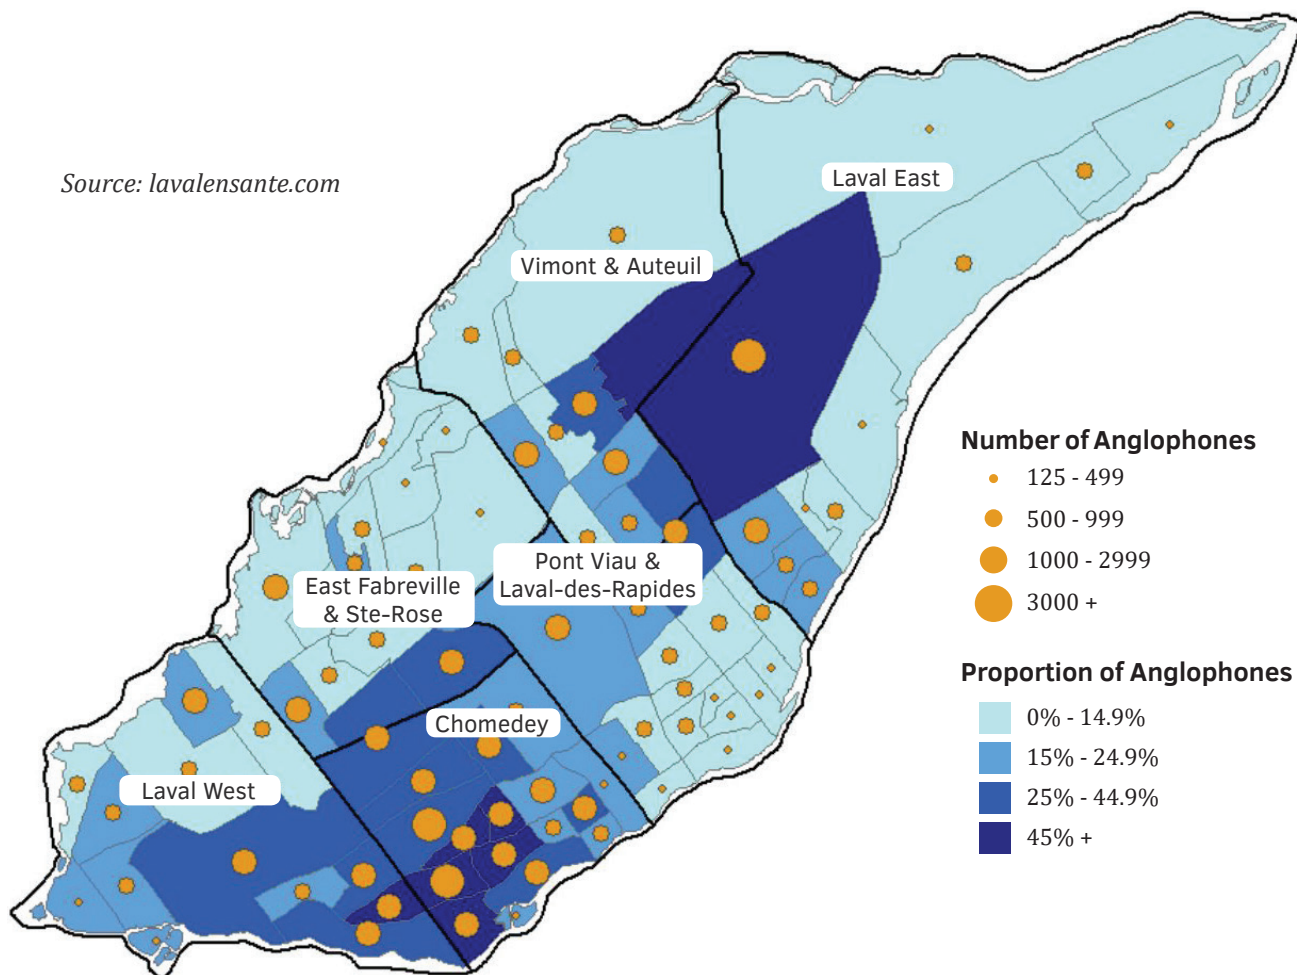 Source: lavalensante.com
Laval East
Vimont & Auteuil
Pont Viau &
Laval-des-Rapides
East Fabreville
& Ste-Rose
Chomedey
Laval West
Number of Anglophones
125 - 499
500 - 999
1000 - 2999
3000 +
Proportion of Anglophones
0% - 14.9%
15% - 24.9%
25% - 44.9%
45% +